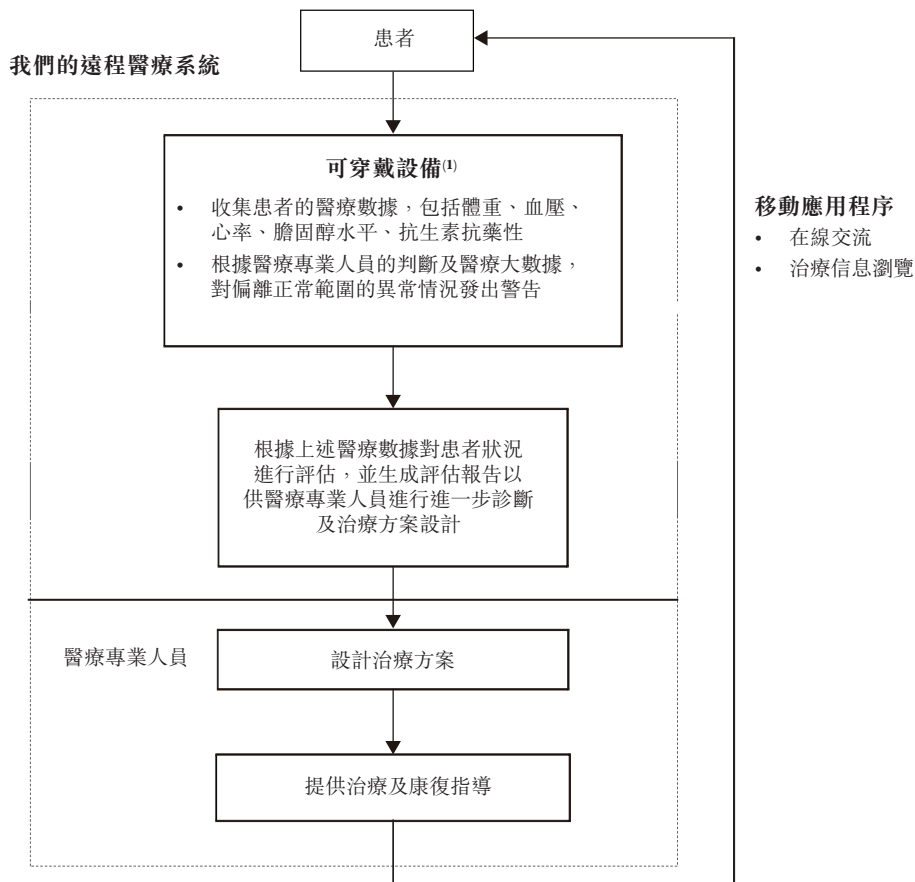 患者
我們的遠程醫療系統
可穿戴設備(1)
• 收集患者的醫療數據，包括體重、血壓、
心率、膽固醇水平、抗生素抗藥性
• 根據醫療專業人員的判斷及醫療大數據，
對偏離正常範圍的異常情況發出警告
移動應用程序
• 在線交流
• 治療信息瀏覽
根據上述醫療數據對患者狀況
進行評估，並生成評估報告以
供醫療專業人員進行進一步診斷
及治療方案設計
醫療專業人員
設計治療方案
提供治療及康復指導